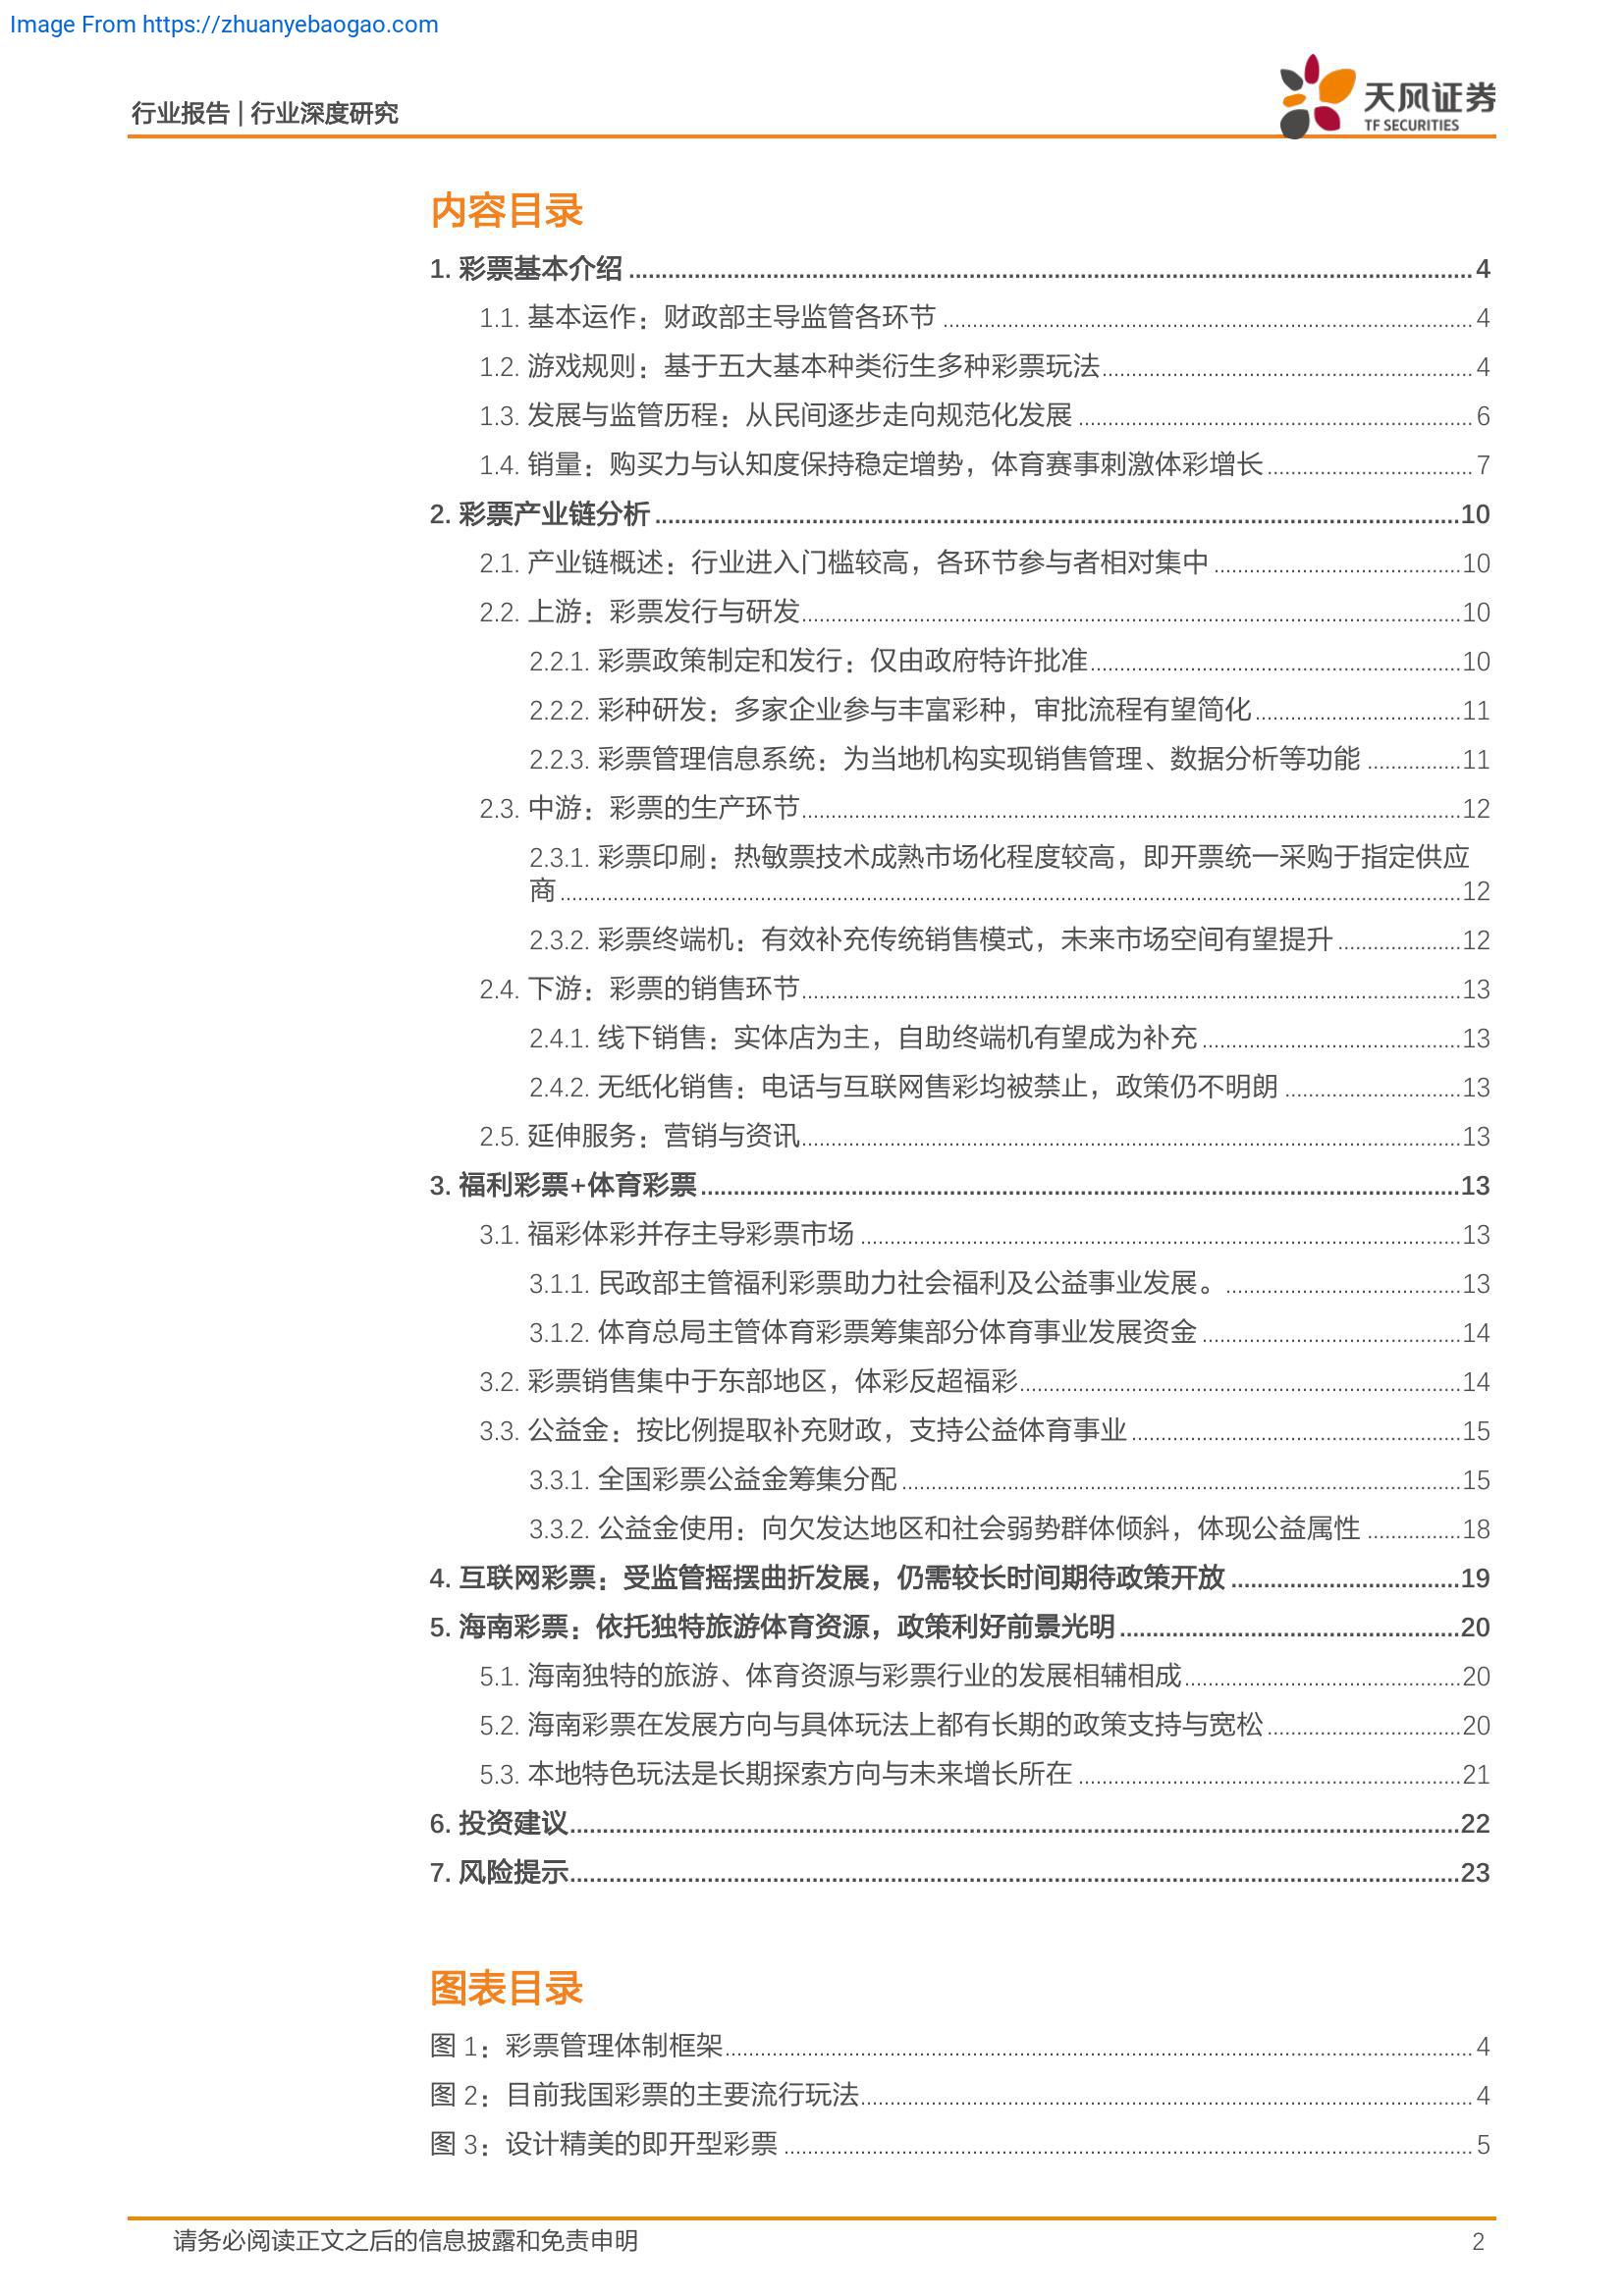 Image From https://zhuanyebaogao.com
行业报告 | 行业深度研究
天风证券
TF SECURITIES
内容目录
1. 彩票基本介绍 ........ 4
1.1. 基本运作：财政部主导监管各环节 ........ 4
1.2. 游戏规则：基于五大基本种类衍生多种彩票玩法 ........ 4
1.3. 发展与监管历程：从民间逐步走向规范化发展 ........ 6
1.4. 销量：购买力与认知度保持稳定增势，体育赛事刺激体彩增长 ........ 7
2. 彩票产业链分析 ........ 10
2.1. 产业链概述：行业进入门槛较高，各环节参与者相对集中 ........ 10
2.2. 上游：彩票发行与研发 ........ 10
2.2.1. 彩票政策制定和发行：仅由政府特许批准 ........ 10
2.2.2. 彩种研发：多家企业参与丰富彩种，审批流程有望简化 ........ 11
2.2.3. 彩票管理信息系统：为当地机构实现销售管理、数据分析等功能 ........ 11
2.3. 中游：彩票的生产环节 ........ 12
2.3.1. 彩票印刷：热敏票技术成熟市场化程度较高，即开票统一采购于指定供应
商 ........ 12
2.3.2. 彩票终端机：有效补充传统销售模式，未来市场空间有望提升 ........ 12
2.4. 下游：彩票的销售环节 ........ 13
2.4.1. 线下销售：实体店为主，自助终端机有望成为补充 ........ 13
2.4.2. 无纸化销售：电话与互联网售彩均被禁止，政策仍不明朗 ........ 13
2.5. 延伸服务：营销与资讯 ........ 13
3. 福利彩票+体育彩票 ........ 13
3.1. 福彩体彩并存主导彩票市场 ........ 13
3.1.1. 民政部主管福利彩票助力社会福利及公益事业发展。 ........ 13
3.1.2. 体育总局主管体育彩票筹集部分体育事业发展资金 ........ 14
3.2. 彩票销售集中于东部地区，体彩反超福彩 ........ 14
3.3. 公益金：按比例提取补充财政，支持公益体育事业 ........ 15
3.3.1. 全国彩票公益金筹集分配 ........ 15
3.3.2. 公益金使用：向欠发达地区和社会弱势群体倾斜，体现公益属性 ........ 18
4. 互联网彩票：受监管摇摆曲折发展，仍需较长时间期待政策开放 ........ 19
5. 海南彩票：依托独特旅游体育资源，政策利好前景光明 ........ 20
5.1. 海南独特的旅游、体育资源与彩票行业的发展相辅相成 ........ 20
5.2. 海南彩票在发展方向与具体玩法上都有长期的政策支持与宽松 ........ 20
5.3. 本地特色玩法是长期探索方向与未来增长所在 ........ 21
6. 投资建议 ........ 22
7. 风险提示 ........ 23
图表目录
图 1：彩票管理体制框架 ........ 4
图 2：目前我国彩票的主要流行玩法 ........ 4
图 3：设计精美的即开型彩票 ........ 5
请务必阅读正文之后的信息披露和免责申明
2